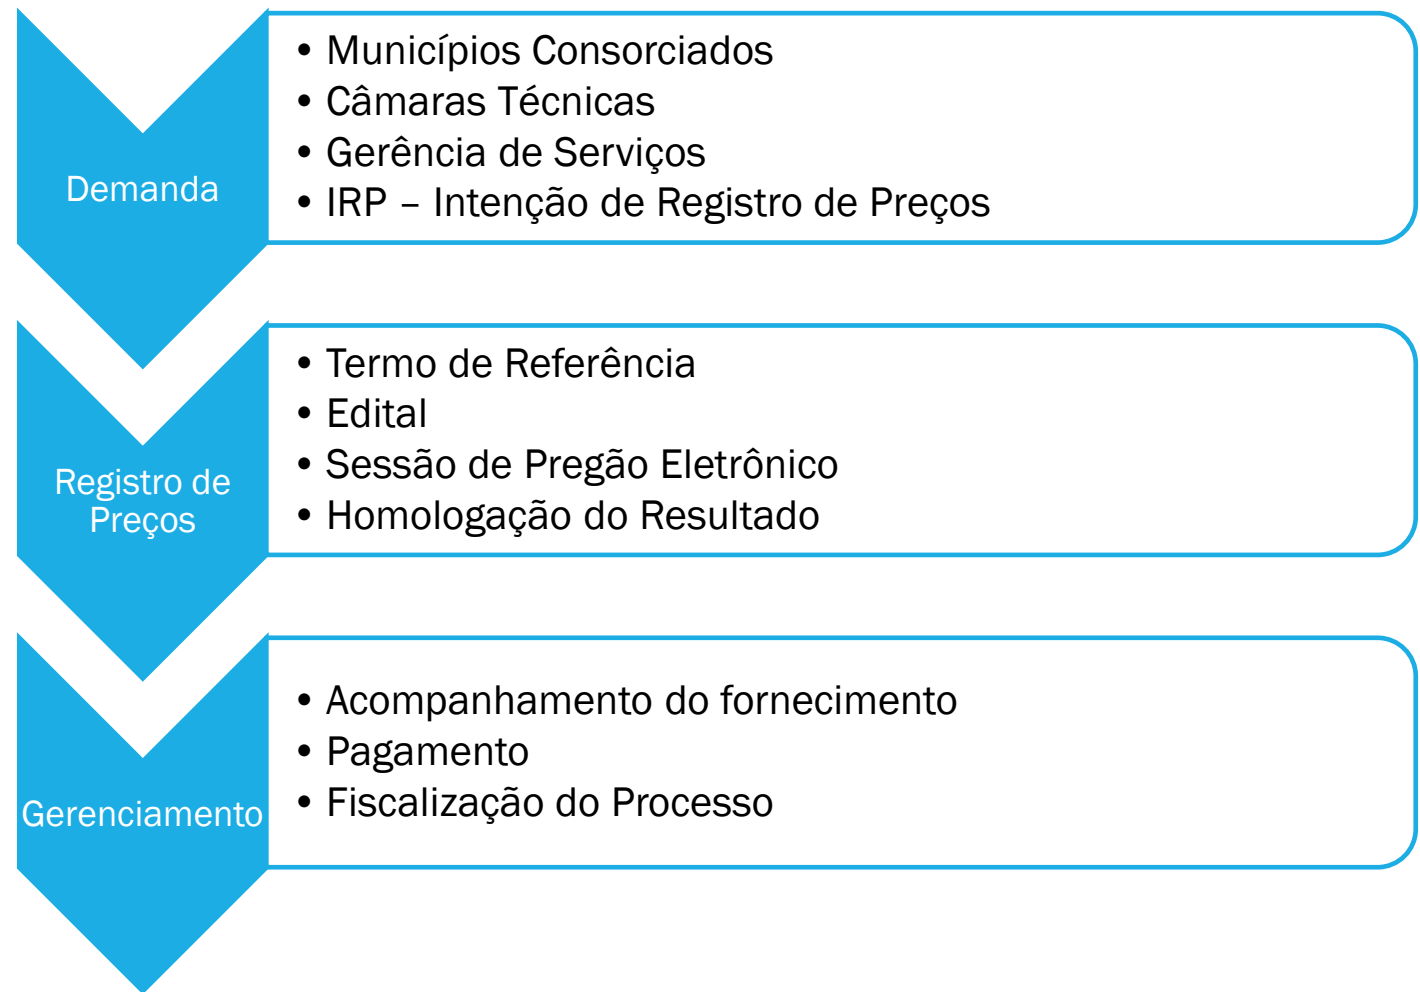 Demanda
• Municípios Consorciados
• Câmaras Técnicas
• Gerência de Serviços
• IRP – Intenção de Registro de Preços
Registro de
Preços
• Termo de Referência
• Edital
• Sessão de Pregão Eletrônico
• Homologação do Resultado
Gerenciamento
• Acompanhamento do fornecimento
• Pagamento
• Fiscalização do Processo